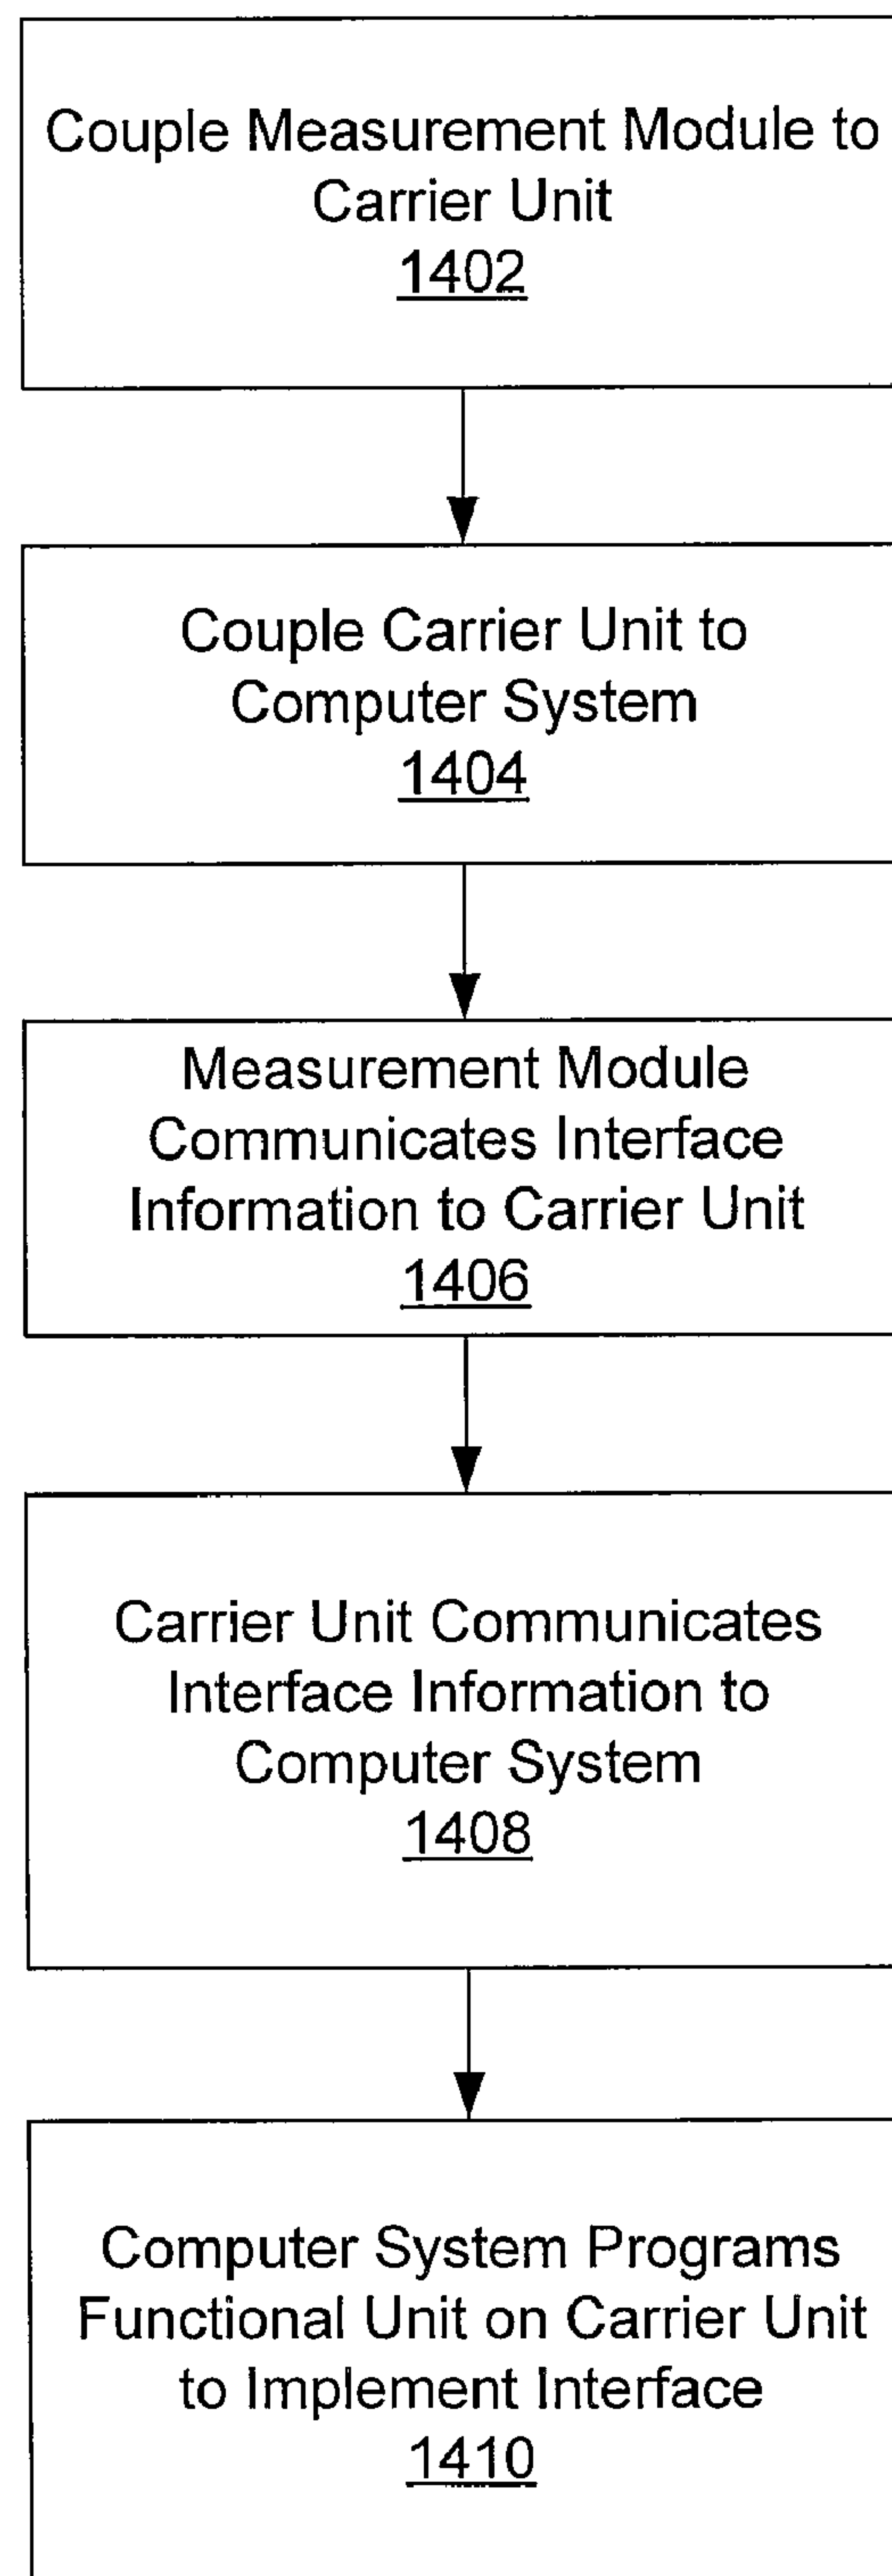 Couple Measurement Module to
Carrier Unit
1402
Couple Carrier Unit to
Computer System
1404
Measurement Module
Communicates Interface
Information to Carrier Unit
1406
Carrier Unit Communicates
Interface Information to
Computer System
1408
Computer System Programs
Functional Unit on Carrier Unit
to Implement Interface
1410